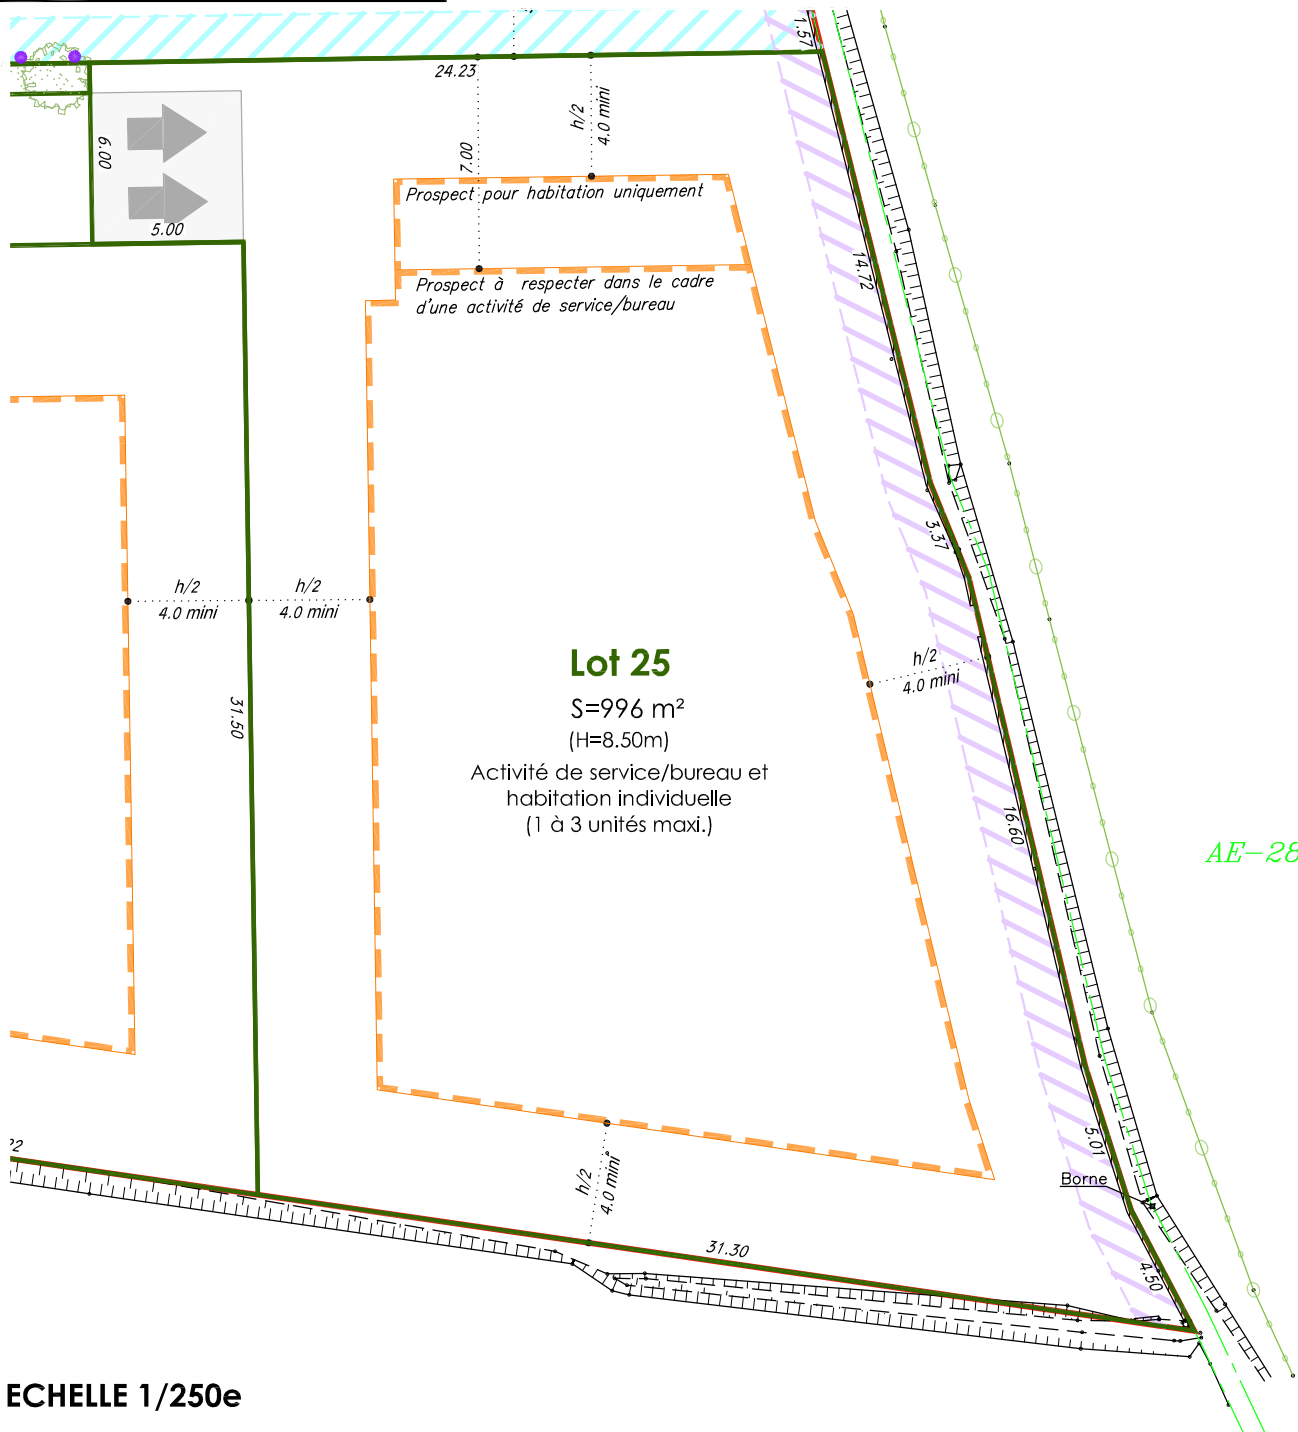 1.57
24.23
h/2
4.0 mini
6.00
7.00
Prospect pour habitation uniquement
5.00
14.72
Prospect à respecter dans le cadre
d'une activité de service/bureau
3.37
h/2
4.0 mini
h/2
4.0 mini
Lot 25
h/2
4.0 mini
31.50
S=996 m²
(H=8.50m)
Activité de service/bureau et
habitation individuelle
(1 à 3 unités maxi.)
16.60
AE-28
5.01
22
Borne
h/2
4.0 mini
31.30
4.50
ECHELLE 1/250e